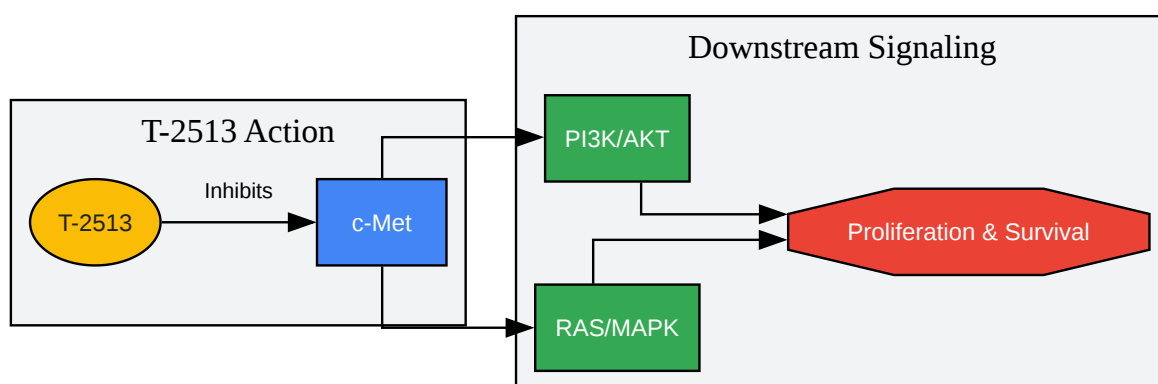 Downstream Signaling
T-2513 Action
PI3K/AKT
Inhibits
T-2513
c-Met
Proliferation & Survival
RAS/MAPK